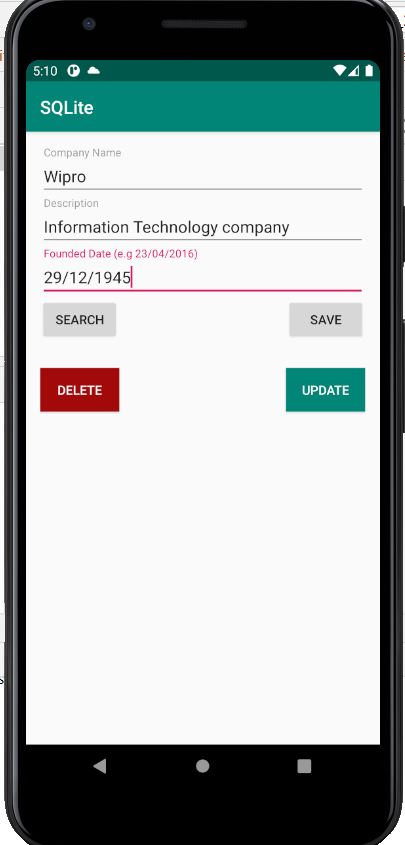 5:10
SQLite
Company Name
Wipro
Description
Information Technology company
Founded Date (e.g 23/04/2016)
29/12/1945
SEARCH SAVE
DELETE UPDATE